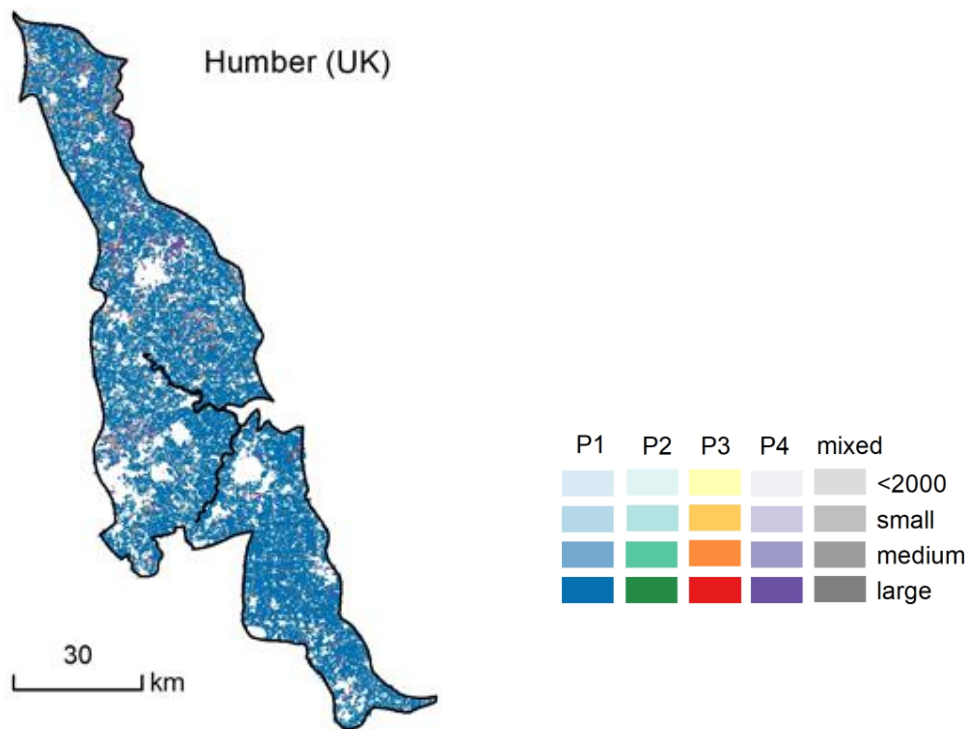 Humber (UK)
P1 P2 P3 P4 mixed
<2000
small
medium
large
30
km